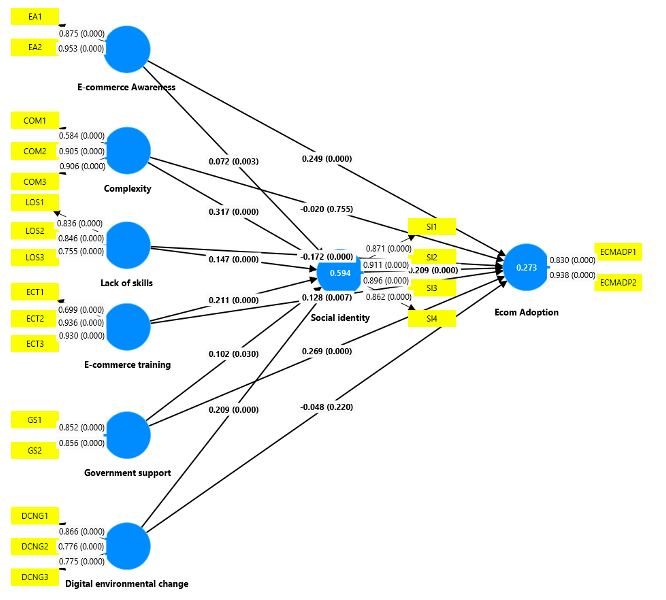 EA1
0.875 (0.000)
EA2
0.953 (0.000)
E-commerce Awareness
COM1
0.584 (0.000)
COM2
0.905 (0.000)
0.906 (0.000)
COM3
Complexity
LOS1
0.836 (0.000)
LOS2
0.846 (0.000)
LOS3
0.755 (0.000)
Lack of skills
ECT1
0.699 (0.000)
ECT2
0.936 (0.000)
ECT3
0.930 (0.000)
E-commerce training
GS1
0.852 (0.000)
GS2
0.856 (0.000)
Government support
DCNG1
0.866 (0.000)
DCNG2
0.776 (0.000)
0.775 (0.000)
DCNG3
Digital environmental change
0.072 (0.003)
0.249 (0.000)
0.317 (0.000)
-0.020 (0.755)
0.147 (0.000)
-0.172 (0.000)
0.211 (0.000)
0.128 (0.007)
0.102 (0.030)
0.269 (0.000)
0.209 (0.000)
-0.048 (0.220)
0.594
Social identity
SI1
0.871 (0.000)
SI2
0.911 (0.000)
0.209 (0.000)
0.896 (0.000)
SI3
0.862 (0.000)
SI4
0.273
Ecom Adoption
ECMADP1
0.830 (0.000)
0.938 (0.000)
ECMADP2